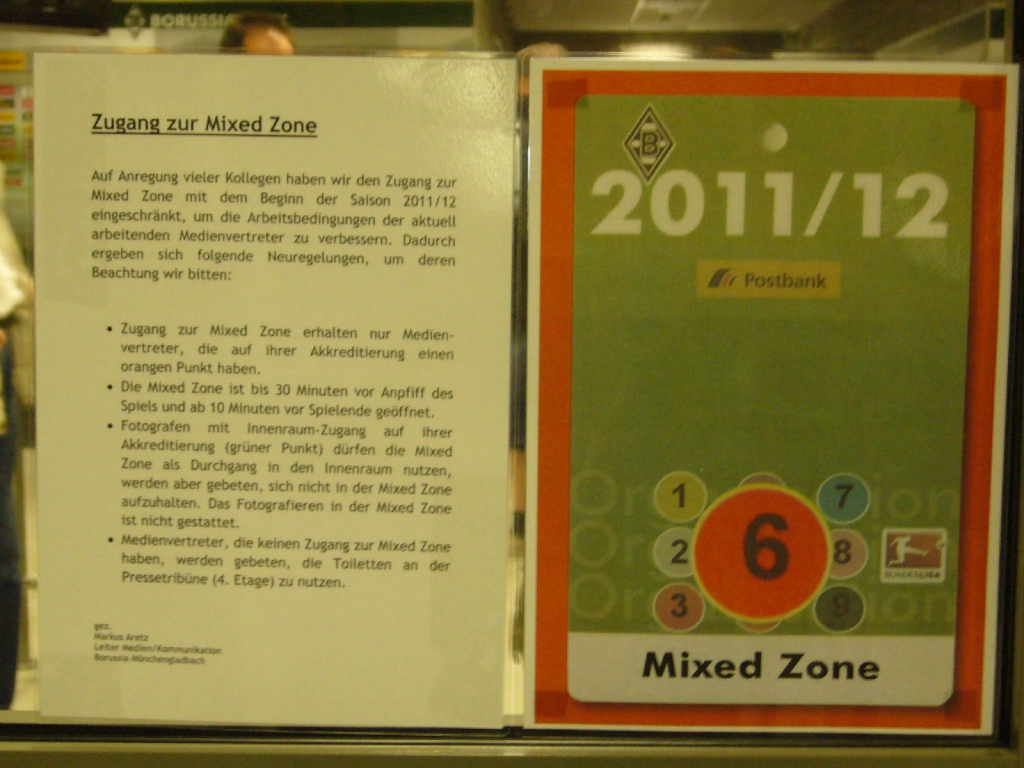 BORUSSIA
Zugang zur Mixed Zone
Auf Anregung vieler Kollegen haben wir den Zugang zur
Mixed Zone mit dem Beginn der Saison 2011/12
eingeschränkt, um die Arbeitsbedingungen der aktuell
arbeitenden Medienvertreter zu verbessern. Dadurch
ergeben sich folgende Neuregelungen, um deren
Beachtung wir bitten:
• Zugang zur Mixed Zone erhalten nur Medien-
vertreter, die auf ihrer Akkreditierung einen
orangen Punkt haben.
• Die Mixed Zone ist bis 30 Minuten vor Anpfiff des
Spiels und ab 10 Minuten vor Spielende geöffnet.
• Fotografen mit Innenraum-Zugang auf ihrer
Akkreditierung (grüner Punkt) dürfen die Mixed
Zone als Durchgang in den Innenraum nutzen,
werden aber gebeten, sich nicht in der Mixed Zone
aufzuhalten. Das Fotografieren in der Mixed Zone
ist nicht gestattet.
• Medienvertreter, die keinen Zugang zur Mixed Zone
haben, werden gebeten, die Toiletten an der
Pressetribüne (4. Etage) zu nutzen.
gez.
Markus Aretz
Leiter Medien/Kommunikation
Borussia Mönchengladbach
B
2011/12
Postbank
1 7
2 6 8
3 9
BUNDESLIGA
Mixed Zone